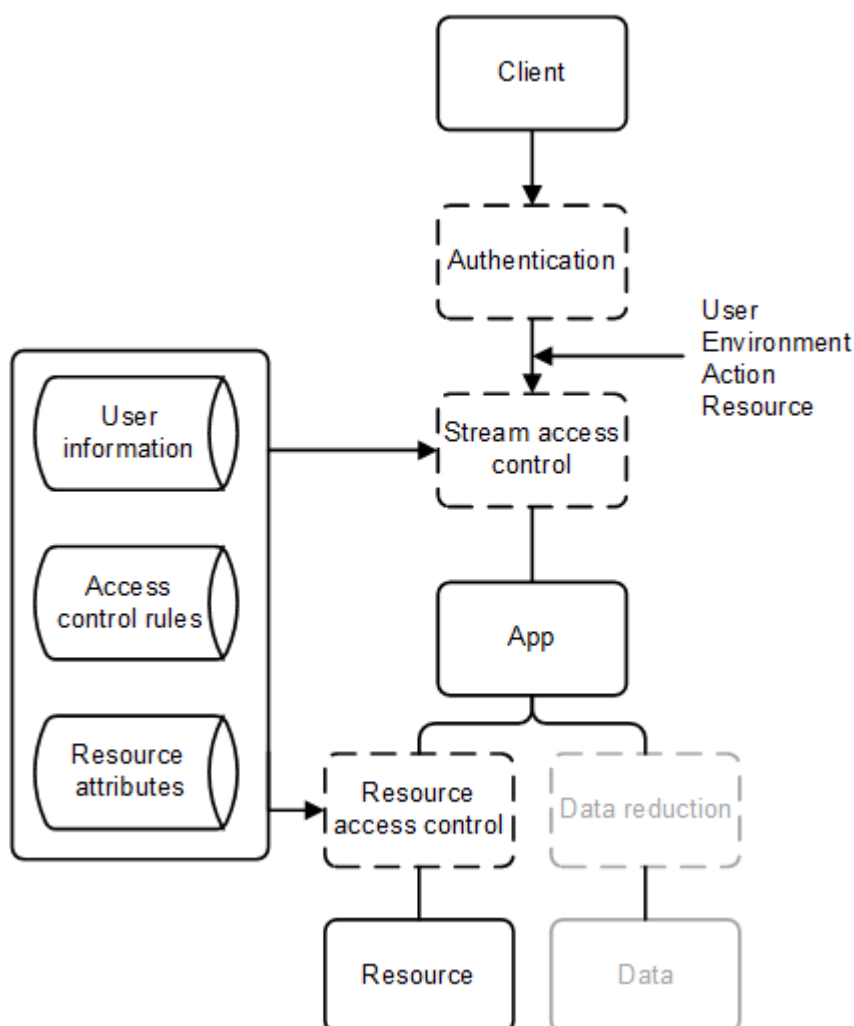 Client
Authentication
User
Environment
Action
Resource
User
information
Stream access
control
Access
control rules
App
Resource
attributes
Resource
access control
Data reduction
Resource
Data